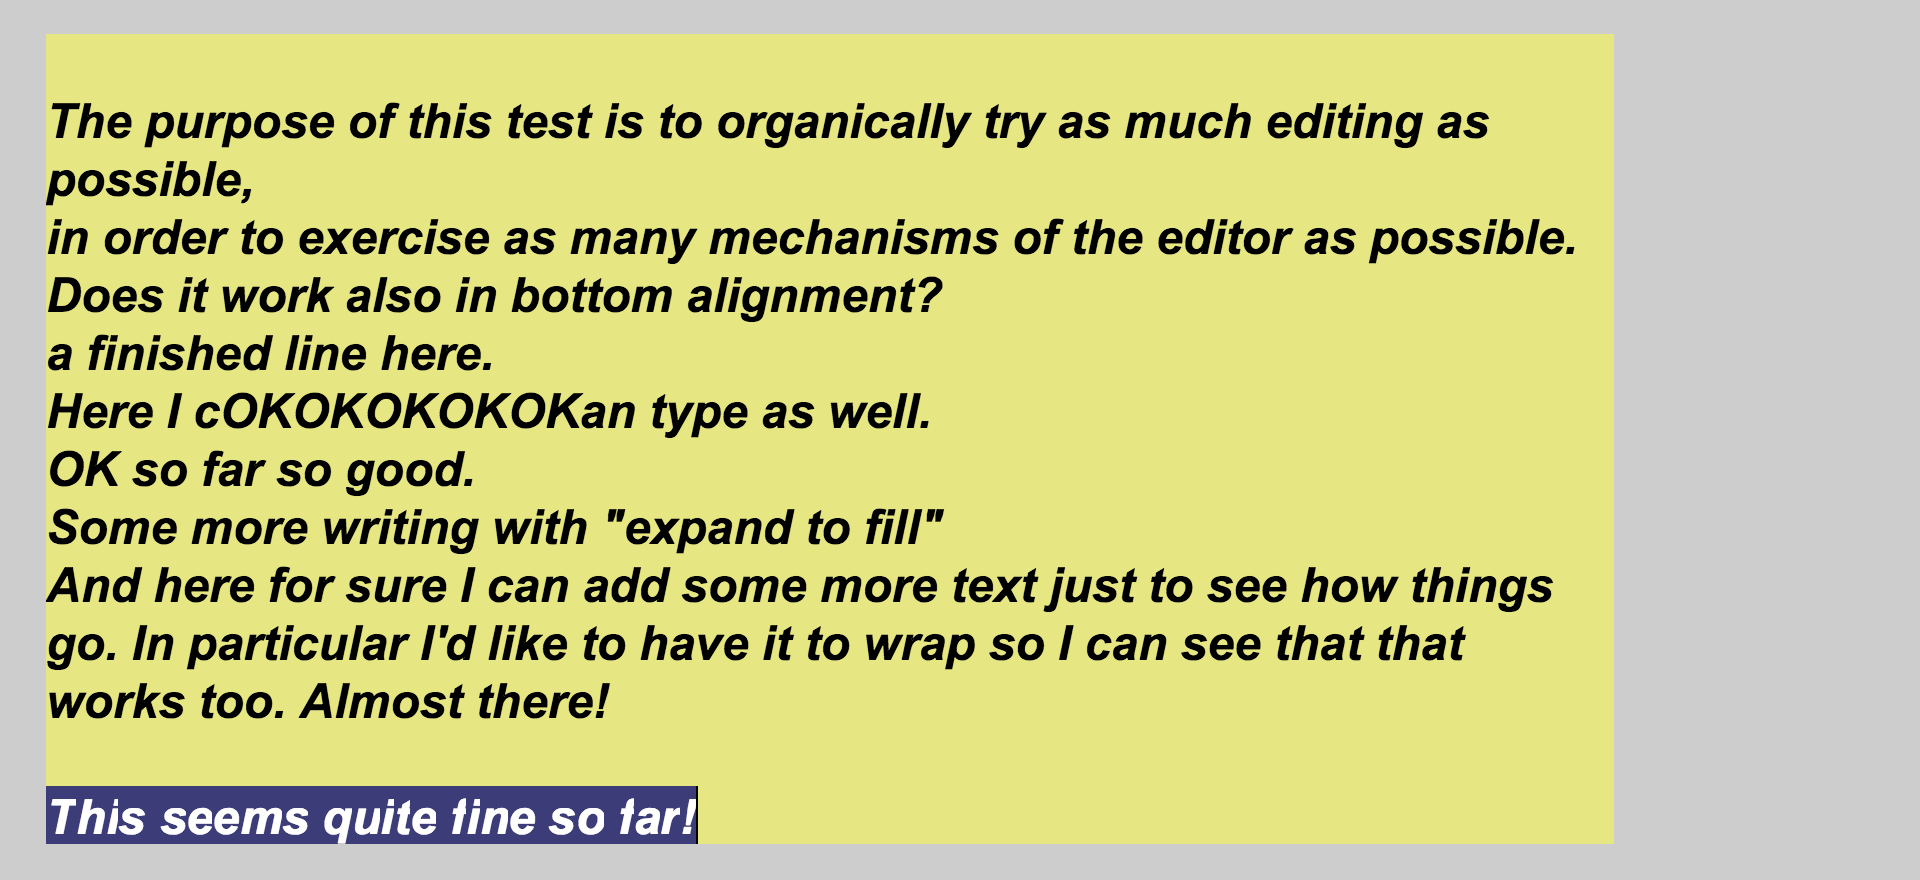 The purpose of this test is to organically try as much editing as
possible,
in order to exercise as many mechanisms of the editor as possible.
Does it work also in bottom alignment?
a finished line here.
Here I cOKOKOKOKOKan type as well.
OK so far so good.
Some more writing with "expand to fill"
And here for sure I can add some more text just to see how things
go. In particular I'd like to have it to wrap so I can see that that
works too. Almost there!
This seems quite fine so far!